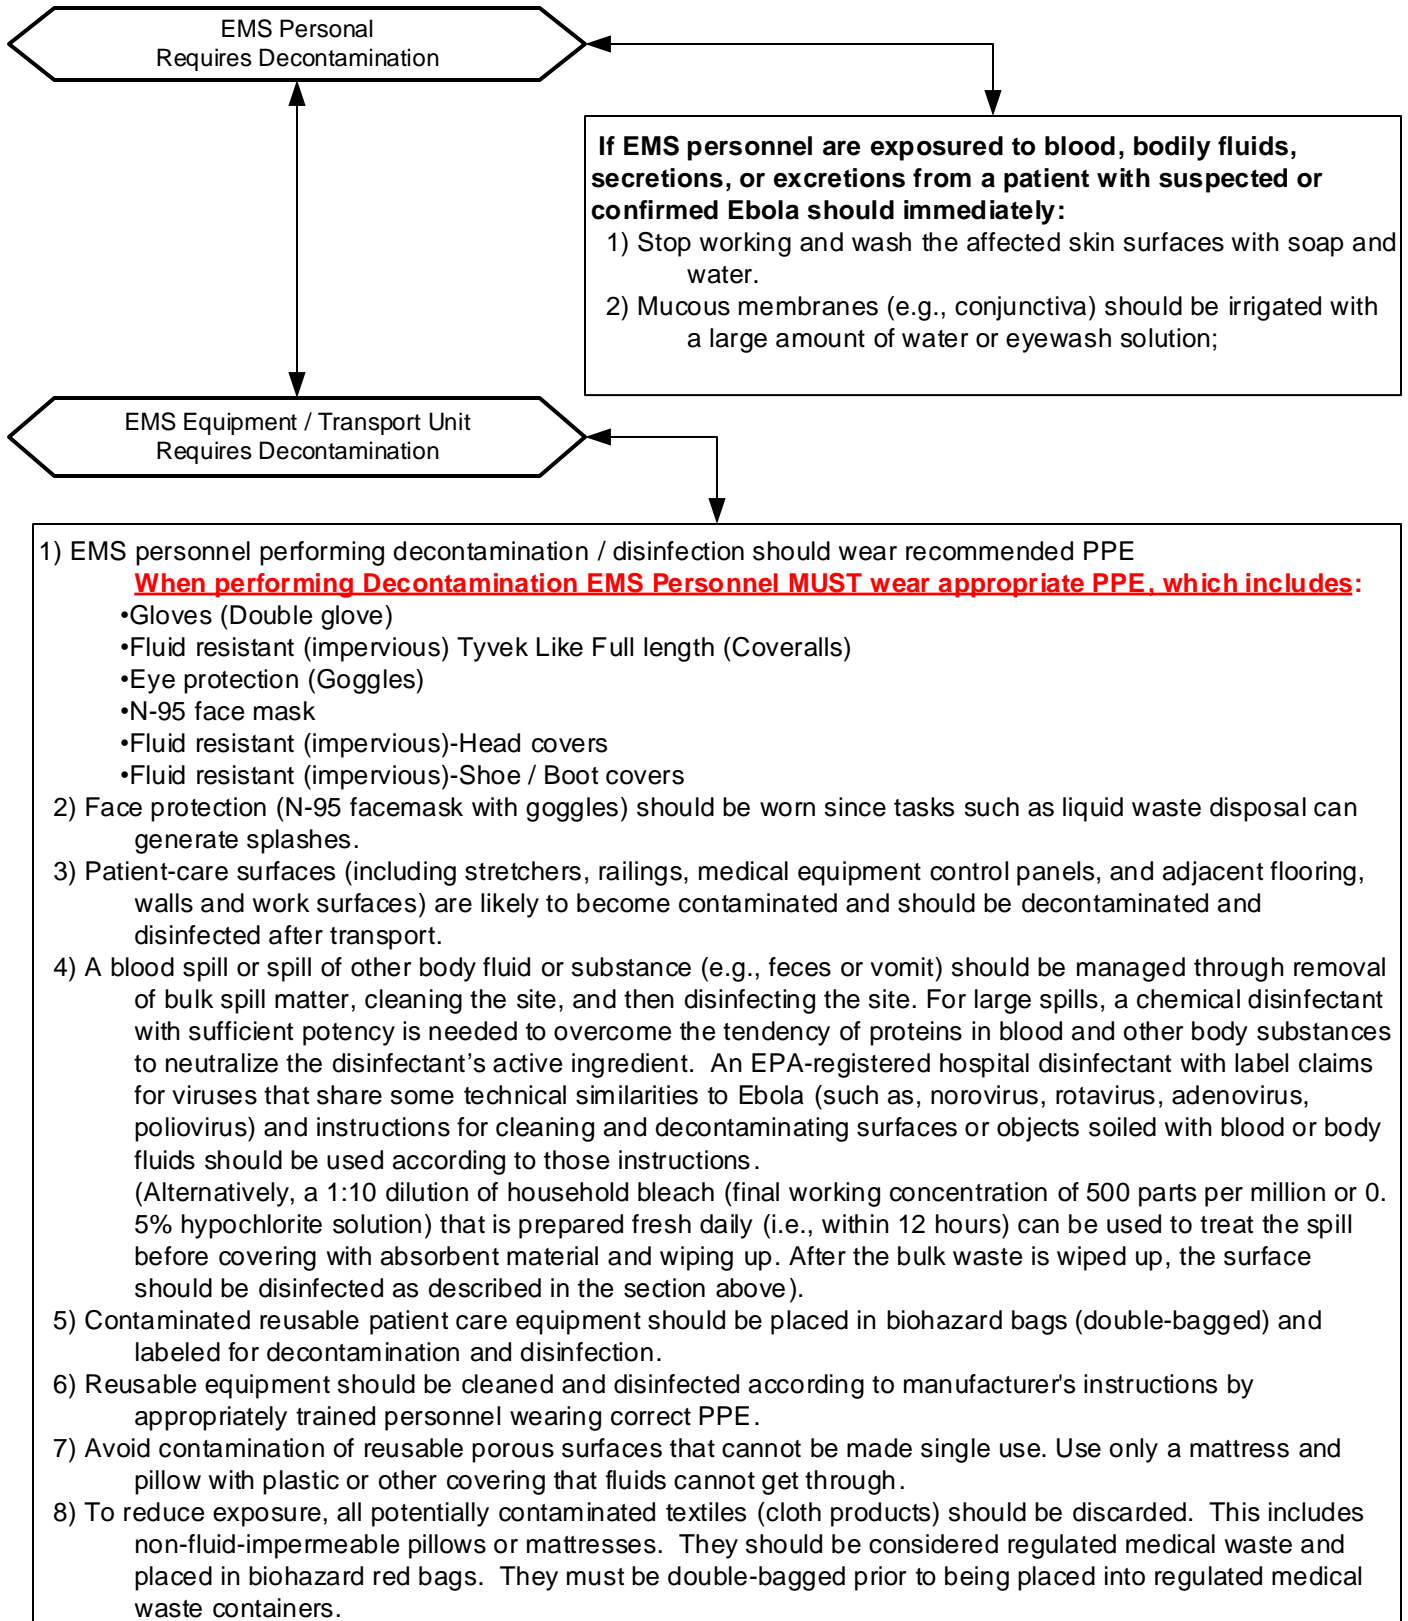 EMS Personal
Requires Decontamination
If EMS personnel are exposured to blood, bodily fluids,
secretions, or excretions from a patient with suspected or
confirmed Ebola should immediately:
1) Stop working and wash the affected skin surfaces with soap and
water.
2) Mucous membranes (e.g., conjunctiva) should be irrigated with
a large amount of water or eyewash solution;
EMS Equipment / Transport Unit
Requires Decontamination
1) EMS personnel performing decontamination / disinfection should wear recommended PPE
When performing Decontamination EMS Personnel MUST wear appropriate PPE, which includes:
•Gloves (Double glove)
•Fluid resistant (impervious) Tyvek Like Full length (Coveralls)
•Eye protection (Goggles)
•N-95 face mask
•Fluid resistant (impervious)-Head covers
•Fluid resistant (impervious)-Shoe / Boot covers
2) Face protection (N-95 facemask with goggles) should be worn since tasks such as liquid waste disposal can
generate splashes.
3) Patient-care surfaces (including stretchers, railings, medical equipment control panels, and adjacent flooring,
walls and work surfaces) are likely to become contaminated and should be decontaminated and
disinfected after transport.
4) A blood spill or spill of other body fluid or substance (e.g., feces or vomit) should be managed through removal
of bulk spill matter, cleaning the site, and then disinfecting the site. For large spills, a chemical disinfectant
with sufficient potency is needed to overcome the tendency of proteins in blood and other body substances
to neutralize the disinfectant's active ingredient.  An EPA-registered hospital disinfectant with label claims
for viruses that share some technical similarities to Ebola (such as, norovirus, rotavirus, adenovirus,
poliovirus) and instructions for cleaning and decontaminating surfaces or objects soiled with blood or body
fluids should be used according to those instructions.
(Alternatively, a 1:10 dilution of household bleach (final working concentration of 500 parts per million or 0.
5% hypochlorite solution) that is prepared fresh daily (i.e., within 12 hours) can be used to treat the spill
before covering with absorbent material and wiping up. After the bulk waste is wiped up, the surface
should be disinfected as described in the section above).
5) Contaminated reusable patient care equipment should be placed in biohazard bags (double-bagged) and
labeled for decontamination and disinfection.
6) Reusable equipment should be cleaned and disinfected according to manufacturer's instructions by
appropriately trained personnel wearing correct PPE.
7) Avoid contamination of reusable porous surfaces that cannot be made single use. Use only a mattress and
pillow with plastic or other covering that fluids cannot get through.
8) To reduce exposure, all potentially contaminated textiles (cloth products) should be discarded.  This includes
non-fluid-impermeable pillows or mattresses.  They should be considered regulated medical waste and
placed in biohazard red bags.  They must be double-bagged prior to being placed into regulated medical
waste containers.